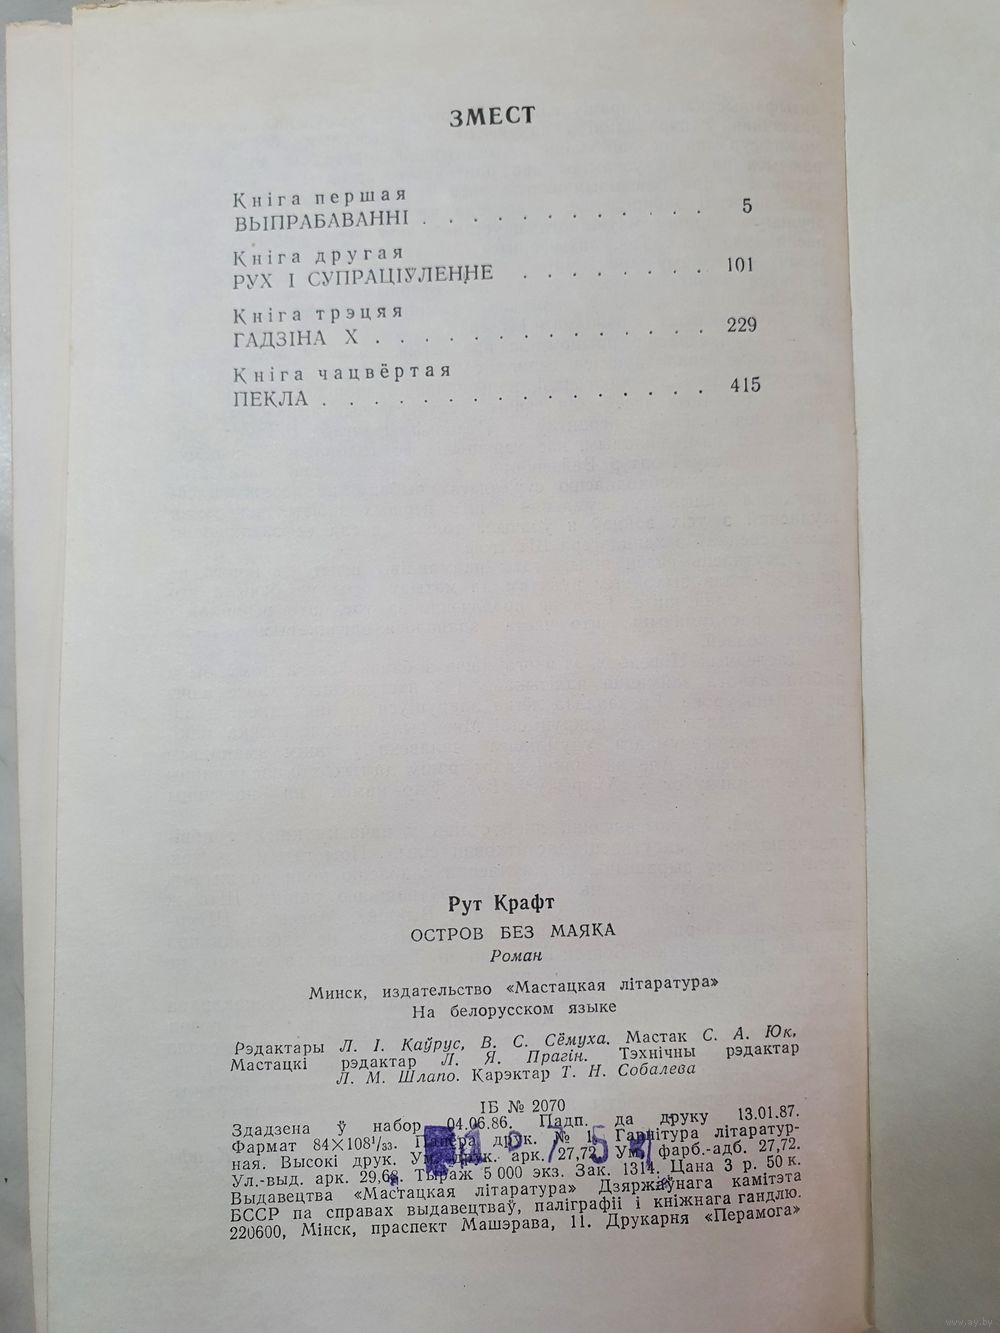 ЗМЕСТ
Кніга першая
ВЫПРАБАВАННІ . . . . . . . . . . . . 5
Кніга другая
РУХ І СУПРАЦІЎЛЕННЕ . . . . . . . . 101
Кніга трэцяя
ГАДЗІНА Х . . . . . . . . . . . . . 229
Кніга чацвёртая
ПЕКЛА . . . . . . . . . . . . . . . 415
Рут Крафт
ОСТРОВ БЕЗ МАЯКА
Роман
Минск, издательство «Мастацкая літаратура»
На белорусском языке
Рэдактары Л. І. Каўрус, В. С. Сёмуха. Мастак С. А. Юк,
Мастацкі рэдактар Л. Я. Прагін. Тэхнічны рэдактар
Л. М. Шлапо. Карэктар Т. Н. Собалева
ІБ № 2070
Здадзена ў набор 04.06.86. Падп. да друку 13.01.87.
Фармат 84×108¹/₃₃. Папера друк. № 1. Гарнітура літаратур-
ная. Высокі друк. Ум. друк. арк. 27,72. Ум. фарб.-адб. 27,72.
Ул.-выд. арк. 29,68. Тыраж 5 000 экз. Зак. 1314. Цана 3 р. 50 к.
Выдавецтва «Мастацкая літаратура» Дзяржаўнага камітэта
БССР па справах выдавецтваў, паліграфіі і кніжнага гандлю.
220600, Мінск, праспект Машэрава, 11. Друкарня «Перамога»
www.ay.by